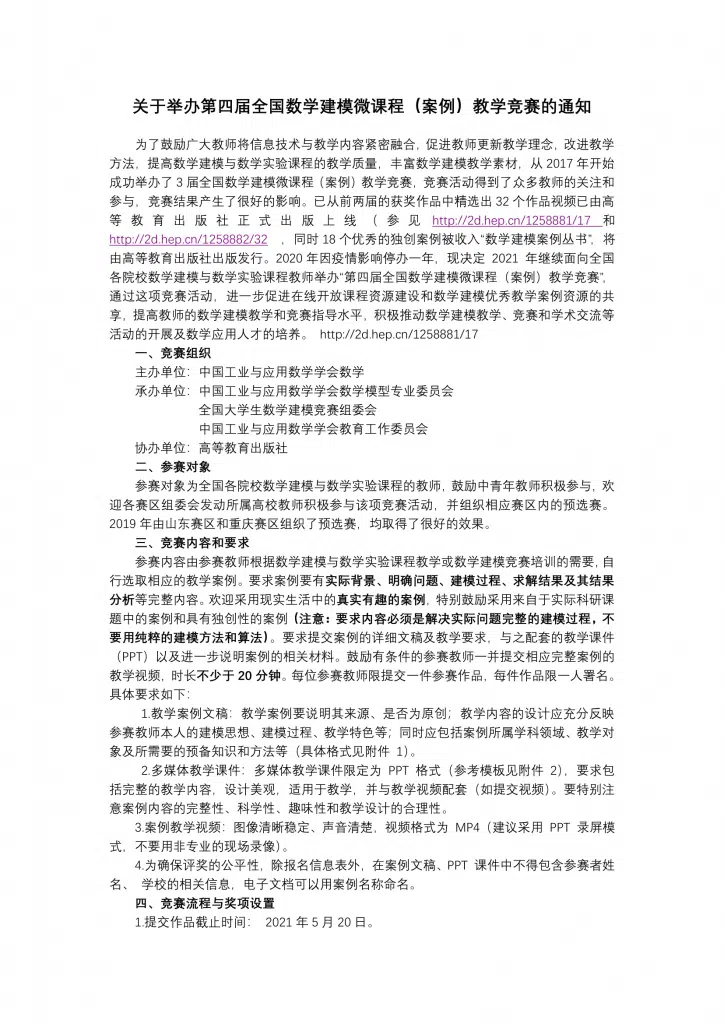 关于举办第四届全国数学建模微课程（案例）教学竞赛的通知
为了鼓励广大教师将信息技术与教学内容紧密融合，促进教师更新教学理念，改进教学
方法，提高数学建模与数学实验课程的教学质量，丰富数学建模教学素材，从 2017 年开始
成功举办了 3 届全国数学建模微课程（案例）教学竞赛，竞赛活动得到了众多教师的关注和
参与，竞赛结果产生了很好的影响。已从前两届的获奖作品中精选出 32 个作品视频已由高
等教育出版社正式出版上线（参见 http://2d.hep.cn/1258881/17 和
http://2d.hep.cn/1258882/32 ，同时 18 个优秀的独创案例被收入“数学建模案例丛书”，将
由高等教育出版社出版发行。2020 年因疫情影响停办一年，现决定 2021 年继续面向全国
各院校数学建模与数学实验课程教师举办“第四届全国数学建模微课程（案例）教学竞赛”，
通过这项竞赛活动，进一步促进在线开放课程资源建设和数学建模优秀教学案例资源的共
享，提高教师的数学建模教学和竞赛指导水平，积极推动数学建模教学、竞赛和学术交流等
活动的开展及数学应用人才的培养。 http://2d.hep.cn/1258881/17
一、竞赛组织
主办单位：中国工业与应用数学学会数学
承办单位：中国工业与应用数学学会数学模型专业委员会
全国大学生数学建模竞赛组委会
中国工业与应用数学学会教育工作委员会
协办单位：高等教育出版社
二、参赛对象
参赛对象为全国各院校数学建模与数学实验课程的教师，鼓励中青年教师积极参与，欢
迎各赛区组委会发动所属高校教师积极参与该项竞赛活动，并组织相应赛区内的预选赛。
2019 年由山东赛区和重庆赛区组织了预选赛，均取得了很好的效果。
三、竞赛内容和要求
参赛内容由参赛教师根据数学建模与数学实验课程教学或数学建模竞赛培训的需要，自
行选取相应的教学案例。要求案例要有实际背景、明确问题、建模过程、求解结果及其结果
分析等完整内容。欢迎采用现实生活中的真实有趣的案例，特别鼓励采用来自于实际科研课
题中的案例和具有独创性的案例（注意：要求内容必须是解决实际问题完整的建模过程，不
要用纯粹的建模方法和算法）。要求提交案例的详细文稿及教学要求，与之配套的教学课件
（PPT）以及进一步说明案例的相关材料。鼓励有条件的参赛教师一并提交相应完整案例的
教学视频，时长不少于 20 分钟。每位参赛教师限提交一件参赛作品，每件作品限一人署名。
具体要求如下：
1.教学案例文稿：教学案例要说明其来源、是否为原创；教学内容的设计应充分反映
参赛教师本人的建模思想、建模过程、教学特色等；同时应包括案例所属学科领域、教学对
象及所需要的预备知识和方法等（具体格式见附件 1）。
2.多媒体教学课件：多媒体教学课件限定为 PPT 格式（参考模板见附件 2），要求包
括完整的教学内容，设计美观，适用于教学，并与教学视频配套（如提交视频）。要特别注
意案例内容的完整性、科学性、趣味性和教学设计的合理性。
3.案例教学视频：图像清晰稳定、声音清楚，视频格式为 MP4（建议采用 PPT 录屏模
式，不要用非专业的现场录像）。
4.为确保评奖的公平性，除报名信息表外，在案例文稿、PPT 课件中不得包含参赛者姓
名、 学校的相关信息，电子文档可以用案例名称命名。
四、竞赛流程与奖项设置
1.提交作品截止时间： 2021 年 5 月 20 日。